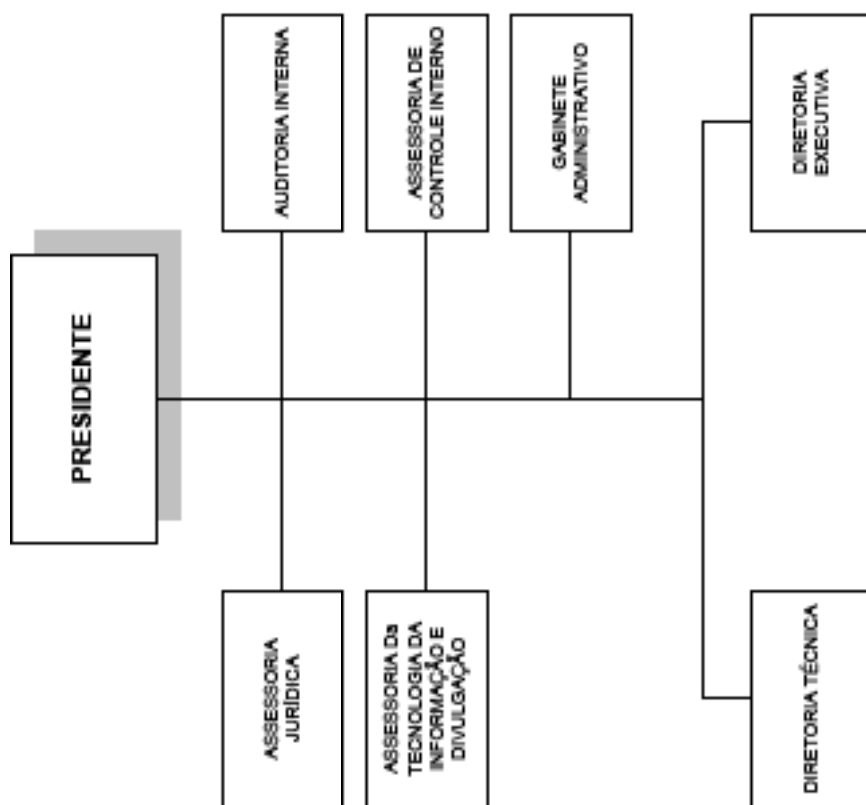 PRESIDENTE
ASSESSORIA
JURÍDICA
AUDITORIA INTERNA
ASSESSORIA Da
TECNOLOGIA DA
INFORMAÇÃO E
DIVULGAÇÃO
ASSESSORIA DE
CONTROLE INTERNO
GABINETE
ADMINISTRATIVO
DIRETORIA TÉCNICA
DIRETORIA
EXECUTIVA